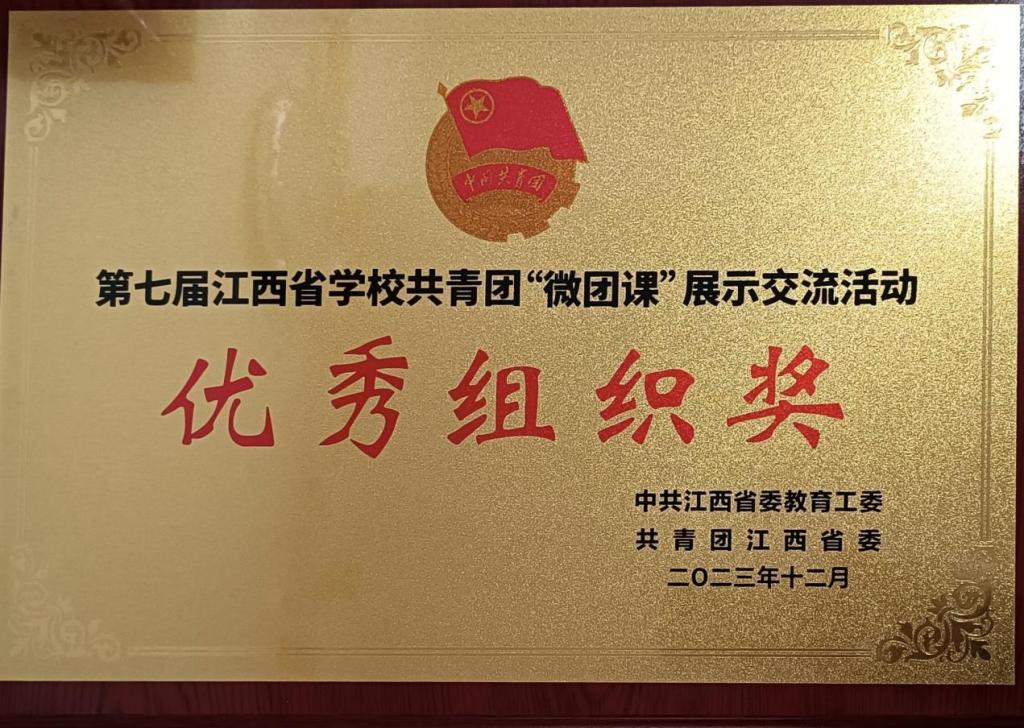 中国共青团
第七届江西省学校共青团“微团课”展示交流活动
优秀组织奖
中共江西省委教育工委
共青团江西省委
二〇二三年十二月